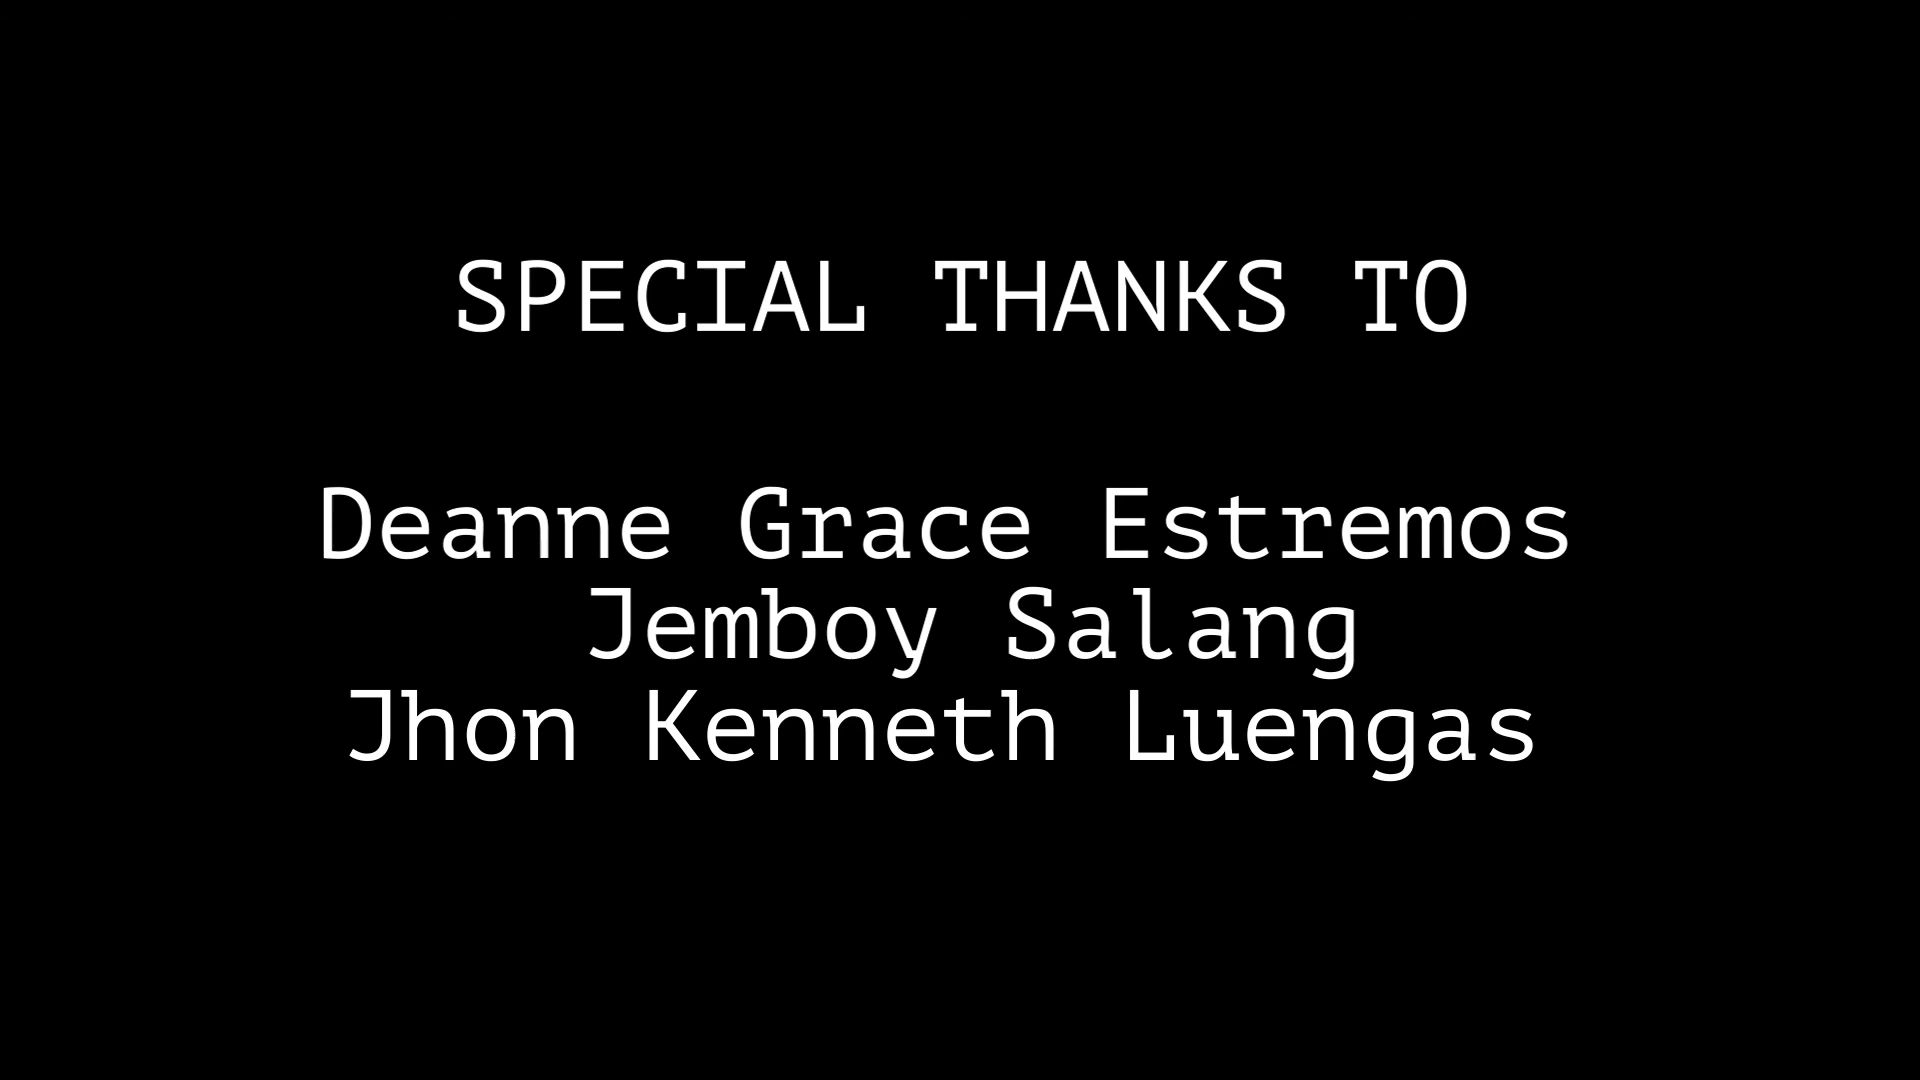 SPECIAL THANKS TO
Deanne Grace Estremos
Jemboy Salang
Jhon Kenneth Luengas